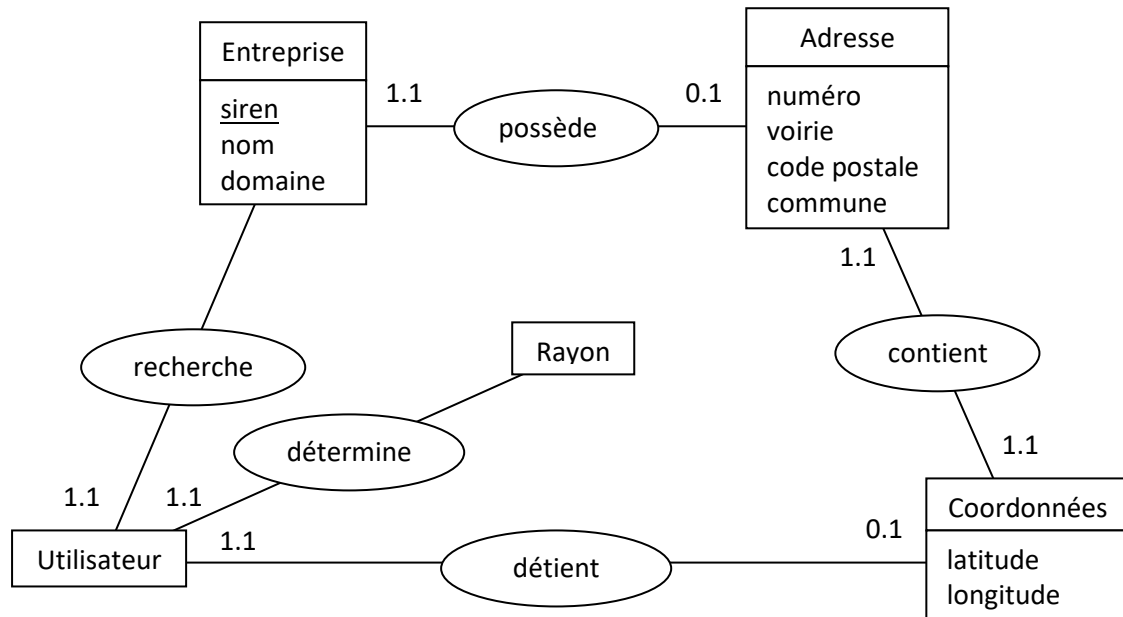 Entreprise
siren
nom
domaine
1.1
possède
0.1
Adresse
numéro
voirie
code postale
commune
1.1
recherche
Rayon
contient
détermine
1.1
1.1
1.1
Utilisateur
1.1
détient
0.1
Coordonnées
latitude
longitude